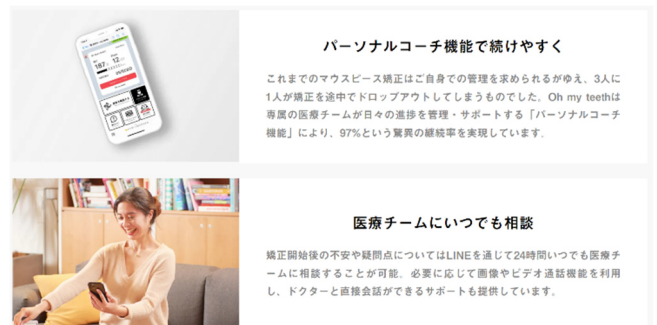 パーソナルコーチ機能で続けやすく
これまでのマウスピース矯正はご自身での管理を求められるがゆえ、3人に
1人が矯正を途中でドロップアウトしてしまうものでした。Oh my teethは
専属の医療チームが日々の進捗を管理・サポートする「パーソナルコーチ
機能」により、97%という驚異の継続率を実現しています。
医療チームにいつでも相談
矯正開始後の不安や疑問点についてはLINEを通じて24時間いつでも医療チ
ームに相談することが可能。必要に応じて画像やビデオ通話機能を利用
し、ドクターと直接会話ができるサポートも提供しています。